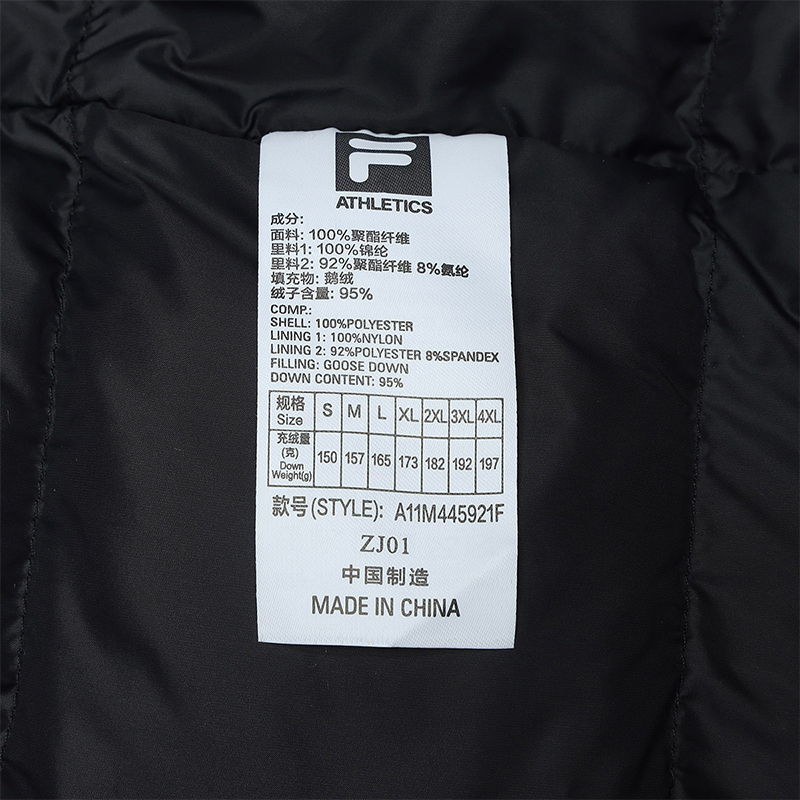 F
ATHLETICS
成分:
面料: 100%聚酯纤维
里料1: 100%锦纶
里料2: 92%聚酯纤维 8%氨纶
填充物: 鹅绒
绒子含量: 95%
COMP.:
SHELL: 100%POLYESTER
LINING 1: 100%NYLON
LINING 2: 92%POLYESTER 8%SPANDEX
FILLING: GOOSE DOWN
DOWN CONTENT: 95%
规格 Size S M L XL 2XL 3XL 4XL
充绒量(克) Down Weight(g) 150 157 165 173 182 192 197
款号(STYLE): A11M445921F
ZJ01
中国制造
MADE IN CHINA